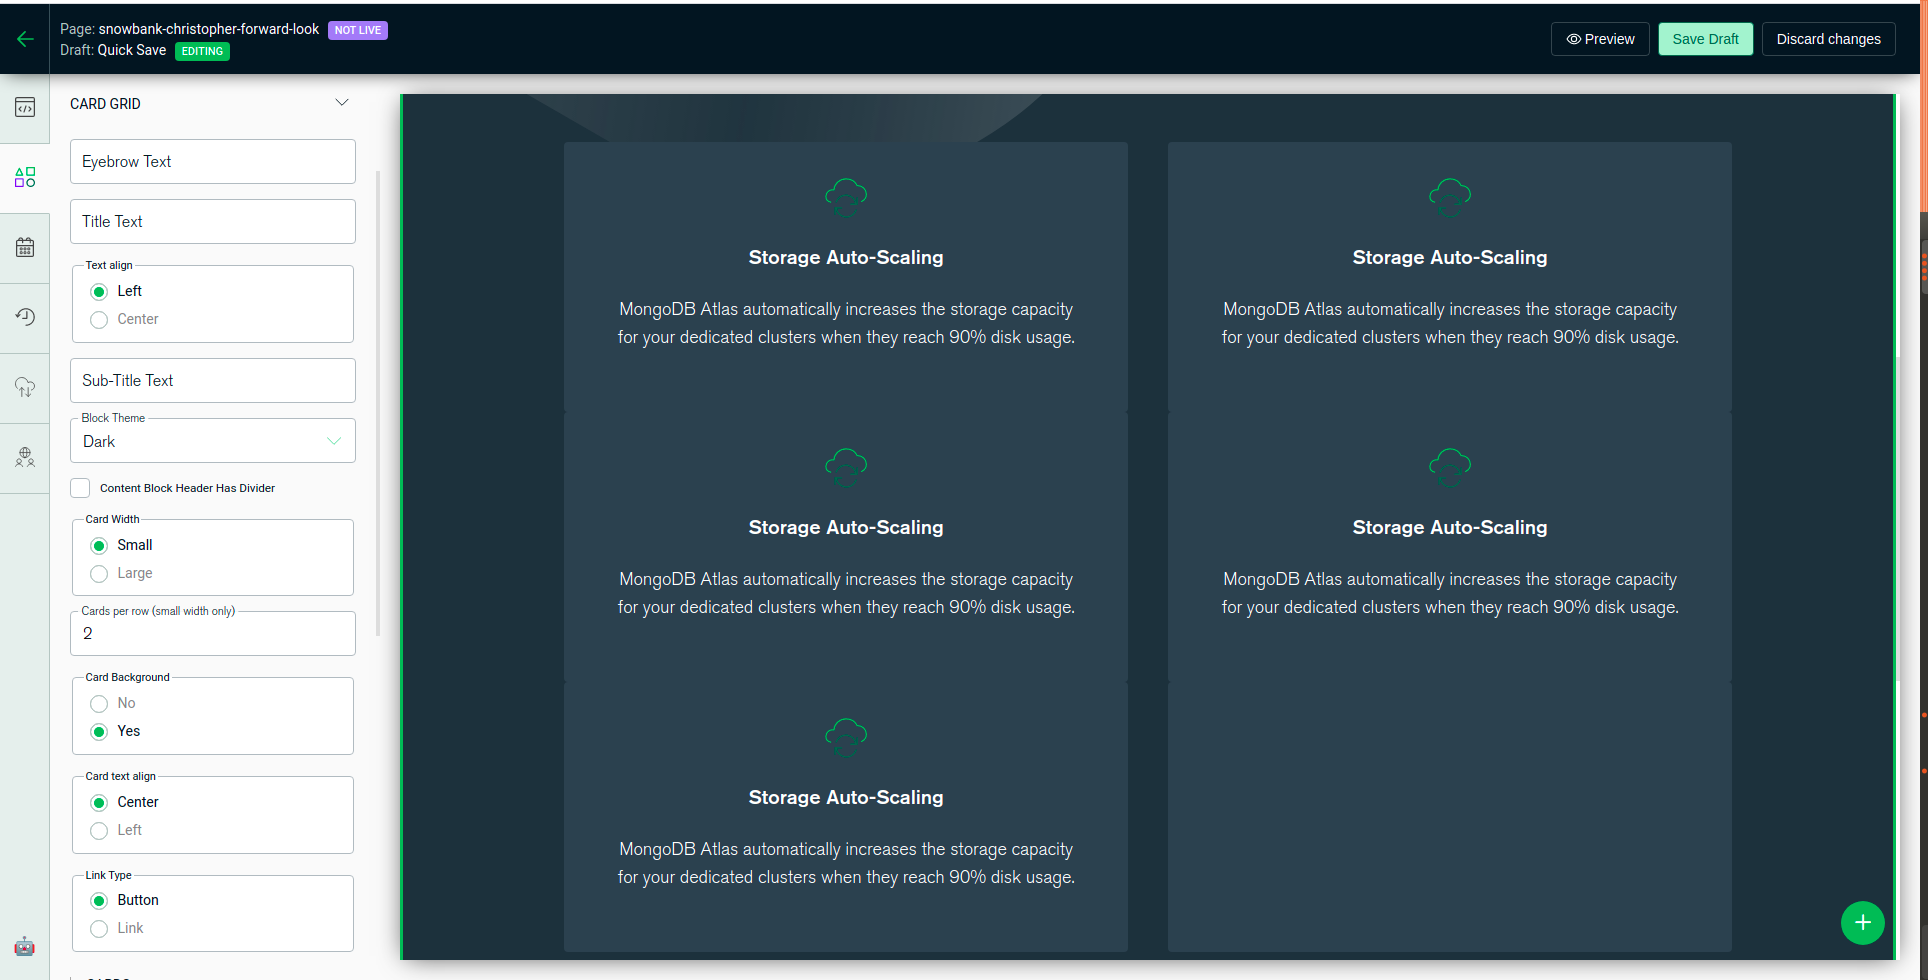 Page: snowbank-christopher-forward-look NOT LIVE
Draft: Quick Save EDITING
Preview
Save Draft
Discard changes
CARD GRID
Eyebrow Text
Title Text
Text align
Left
Center
Sub-Title Text
Block Theme
Dark
Content Block Header Has Divider
Card Width
Small
Large
Cards per row (small width only)
2
Card Background
No
Yes
Card text align
Center
Left
Link Type
Button
Link
Storage Auto-Scaling
MongoDB Atlas automatically increases the storage capacity
for your dedicated clusters when they reach 90% disk usage.
Storage Auto-Scaling
MongoDB Atlas automatically increases the storage capacity
for your dedicated clusters when they reach 90% disk usage.
Storage Auto-Scaling
MongoDB Atlas automatically increases the storage capacity
for your dedicated clusters when they reach 90% disk usage.
Storage Auto-Scaling
MongoDB Atlas automatically increases the storage capacity
for your dedicated clusters when they reach 90% disk usage.
Storage Auto-Scaling
MongoDB Atlas automatically increases the storage capacity
for your dedicated clusters when they reach 90% disk usage.